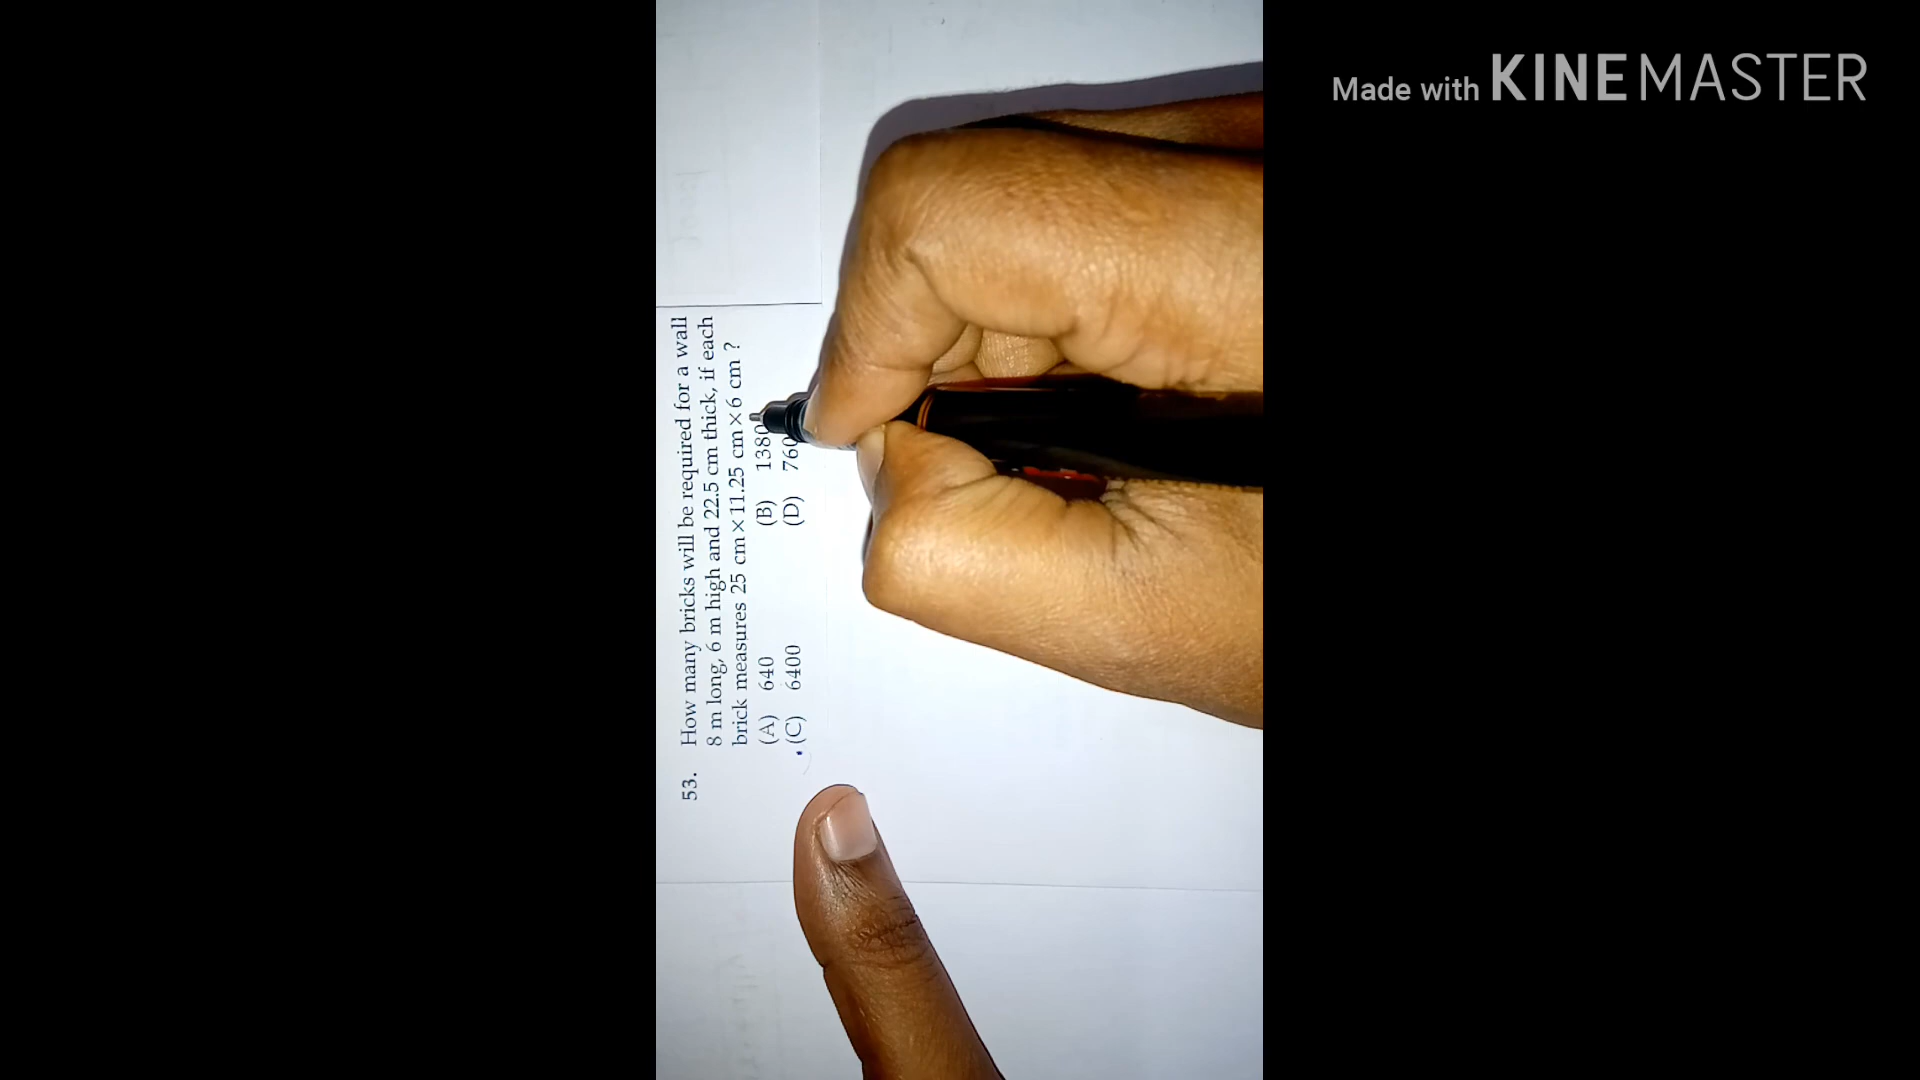 53. How many bricks will be required for a wall
8 m long, 6 m high and 22.5 cm thick, if each
brick measures 25 cm × 11.25 cm × 6 cm ?
(A) 640 (B) 1380
(C) 6400 (D) 760
Made with KINEMASTER